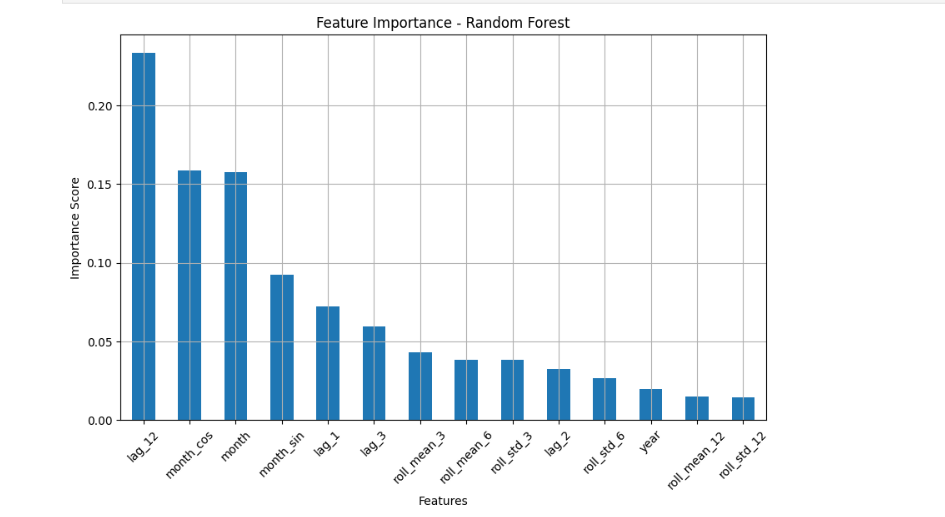 Feature Importance - Random Forest
Importance Score
0.20
0.15
0.10
0.05
0.00
lag_12
month_cos
month
month_sin
lag_1
lag_3
roll_mean_3
roll_mean_6
roll_std_3
lag_2
roll_std_6
year
roll_mean_12
roll_std_12
Features